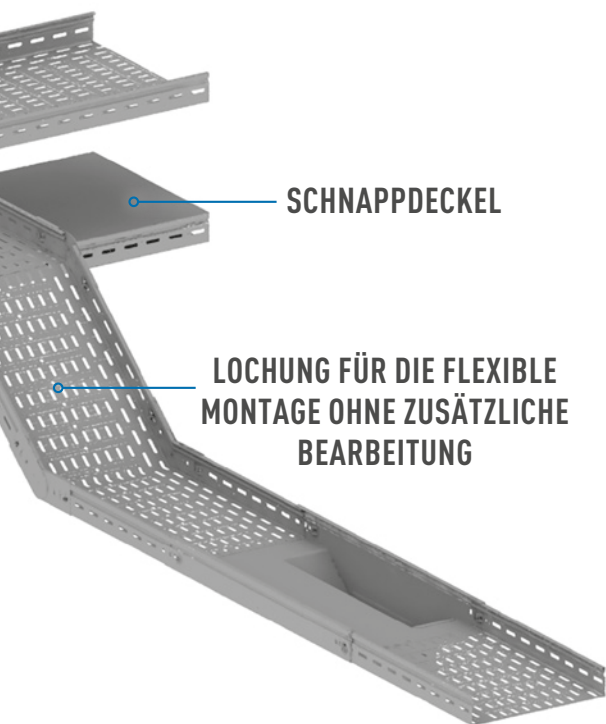 SCHNAPPDECKEL
LOCHUNG FÜR DIE FLEXIBLE
MONTAGE OHNE ZUSÄTZLICHE
BEARBEITUNG